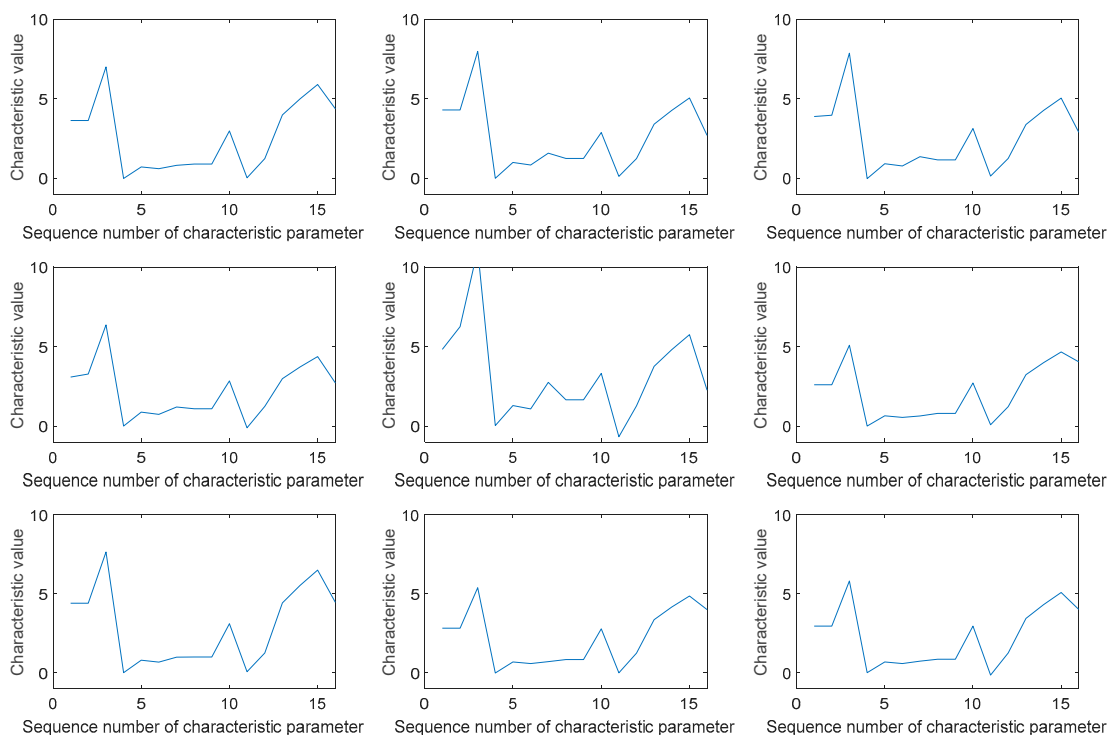 10
5
0
Characteristic value
0 5 10 15
Sequence number of characteristic parameter
10
5
0
Characteristic value
0 5 10 15
Sequence number of characteristic parameter
10
5
0
Characteristic value
0 5 10 15
Sequence number of characteristic parameter
10
5
0
Characteristic value
0 5 10 15
Sequence number of characteristic parameter
10
5
0
Characteristic value
0 5 10 15
Sequence number of characteristic parameter
10
5
0
Characteristic value
0 5 10 15
Sequence number of characteristic parameter
10
5
0
Characteristic value
0 5 10 15
Sequence number of characteristic parameter
10
5
0
Characteristic value
0 5 10 15
Sequence number of characteristic parameter
10
5
0
Characteristic value
0 5 10 15
Sequence number of characteristic parameter